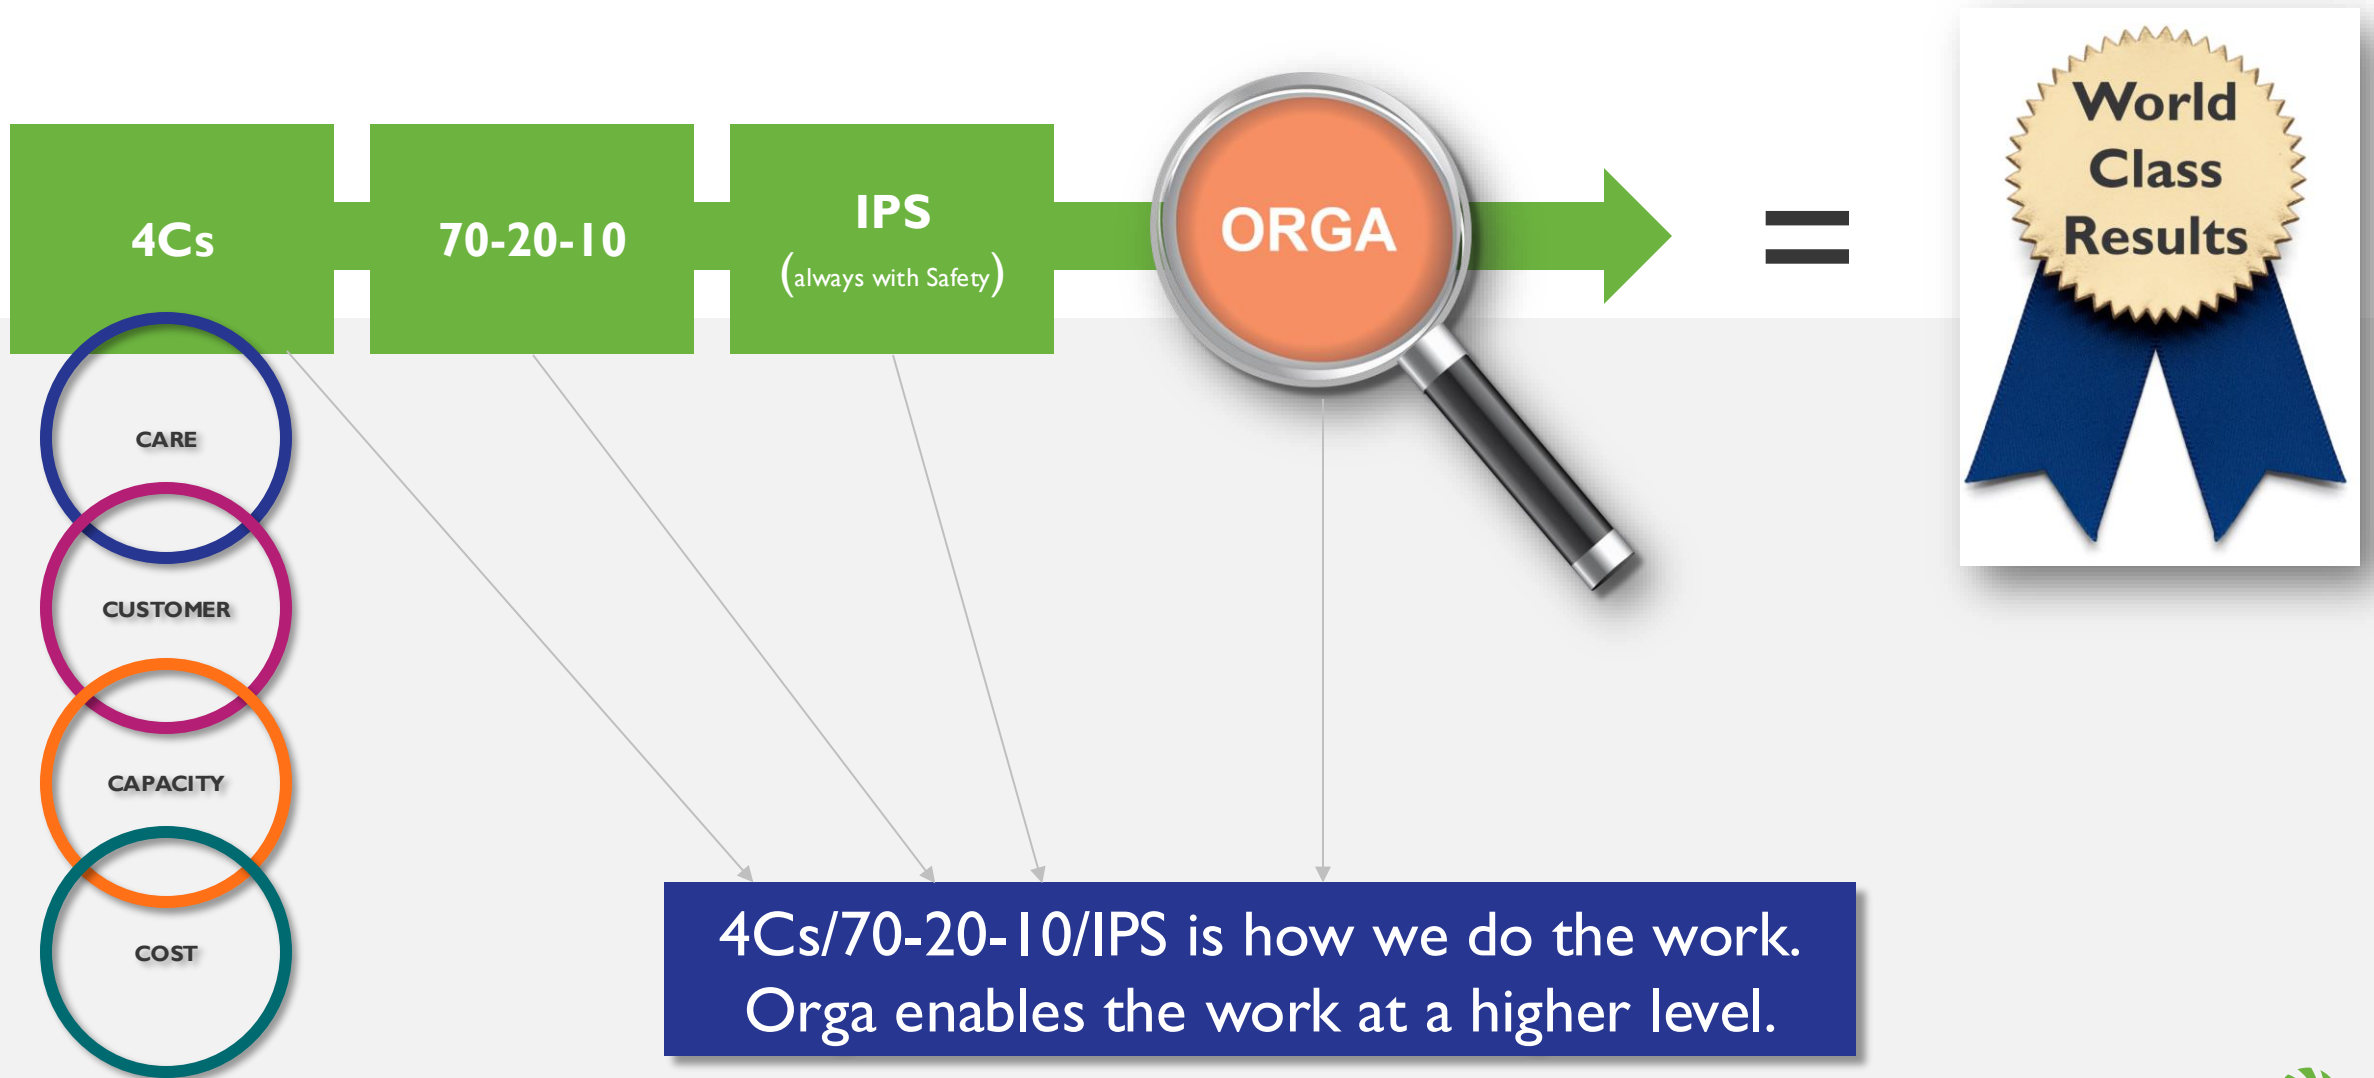 4Cs
70-20-10
IPS
(always with Safety)
ORGA
=
World
Class
Results
CARE
CUSTOMER
CAPACITY
COST
4Cs/70-20-10/IPS is how we do the work.
Orga enables the work at a higher level.